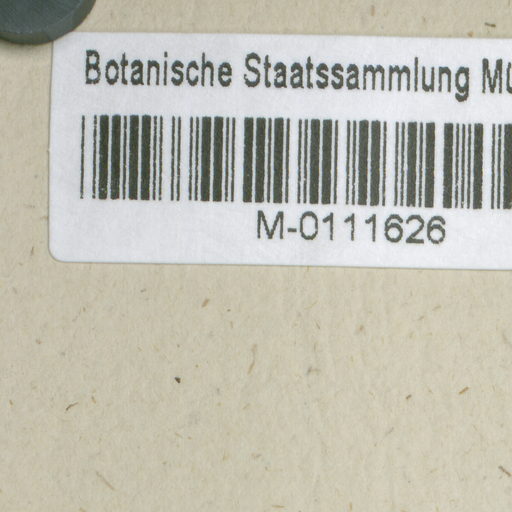 Botanische Staatssammlung Mü
M-0111626